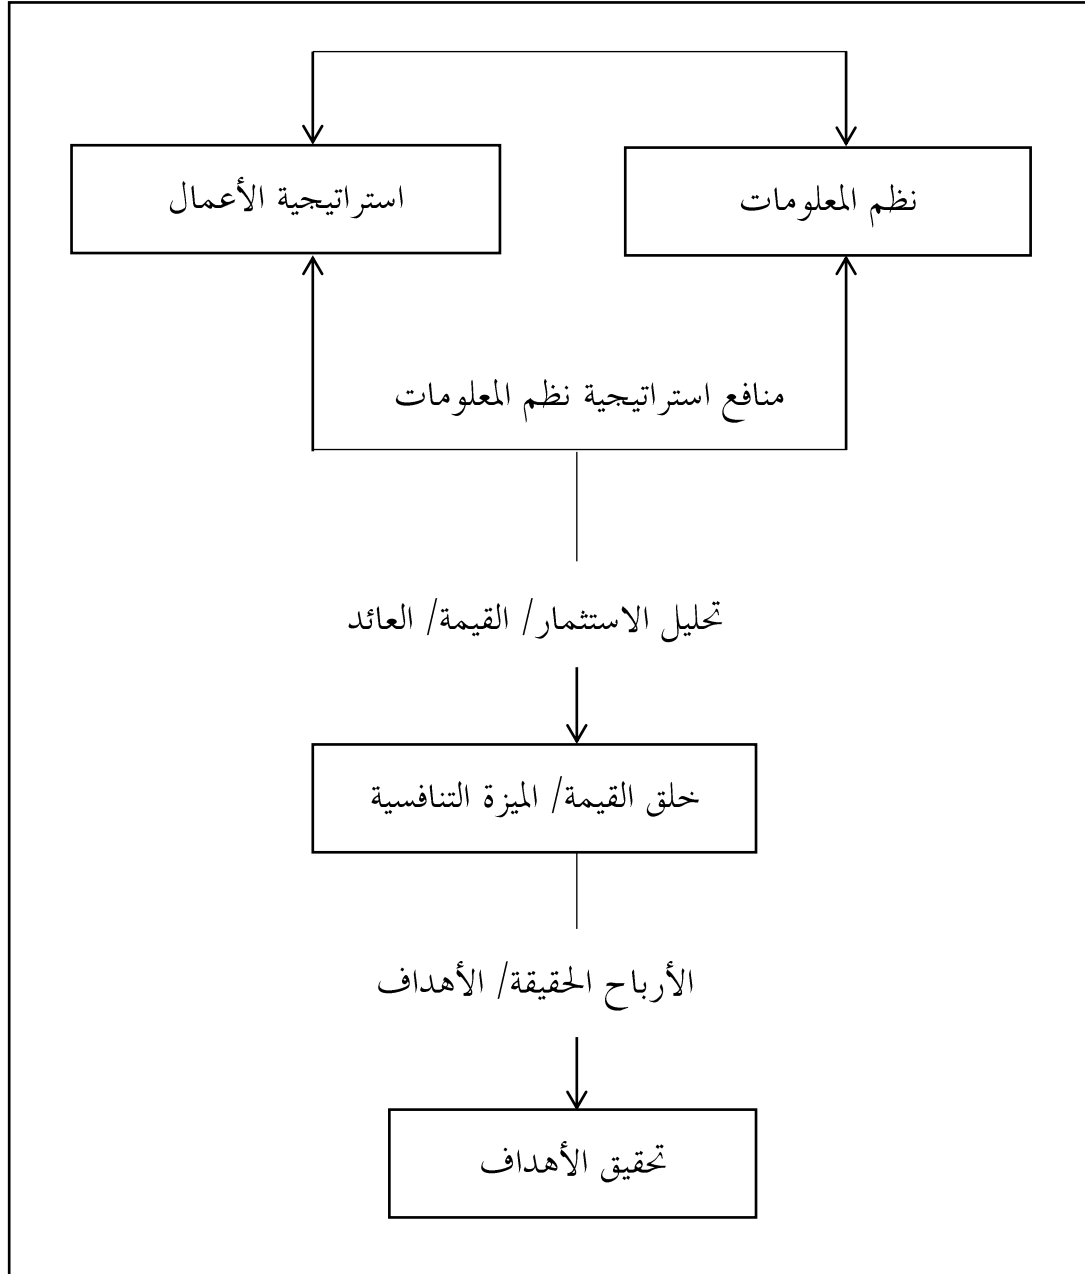 نظم المعلومات
استراتيجية الأعمال
منافع استراتيجية نظم المعلومات
تحليل الاستثمار/ القيمة/ العائد
خلق القيمة/ الميزة التنافسية
الأرباح الحقيقة/ الأهداف
تحقيق الأهداف